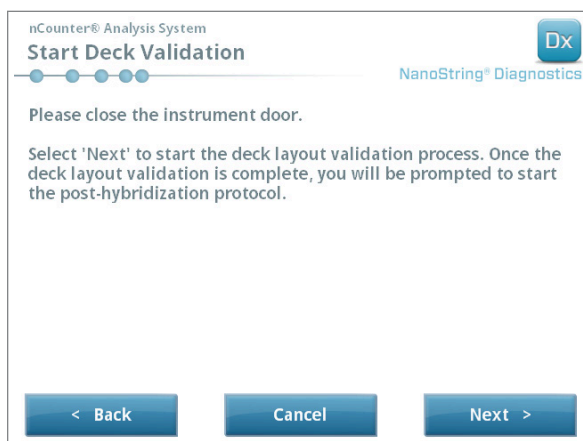 nCounter® Analysis System
Start Deck Validation
Dx
NanoString® Diagnostics
Please close the instrument door.
Select 'Next' to start the deck layout validation process. Once the
deck layout validation is complete, you will be prompted to start
the post-hybridization protocol.
< Back
Cancel
Next >